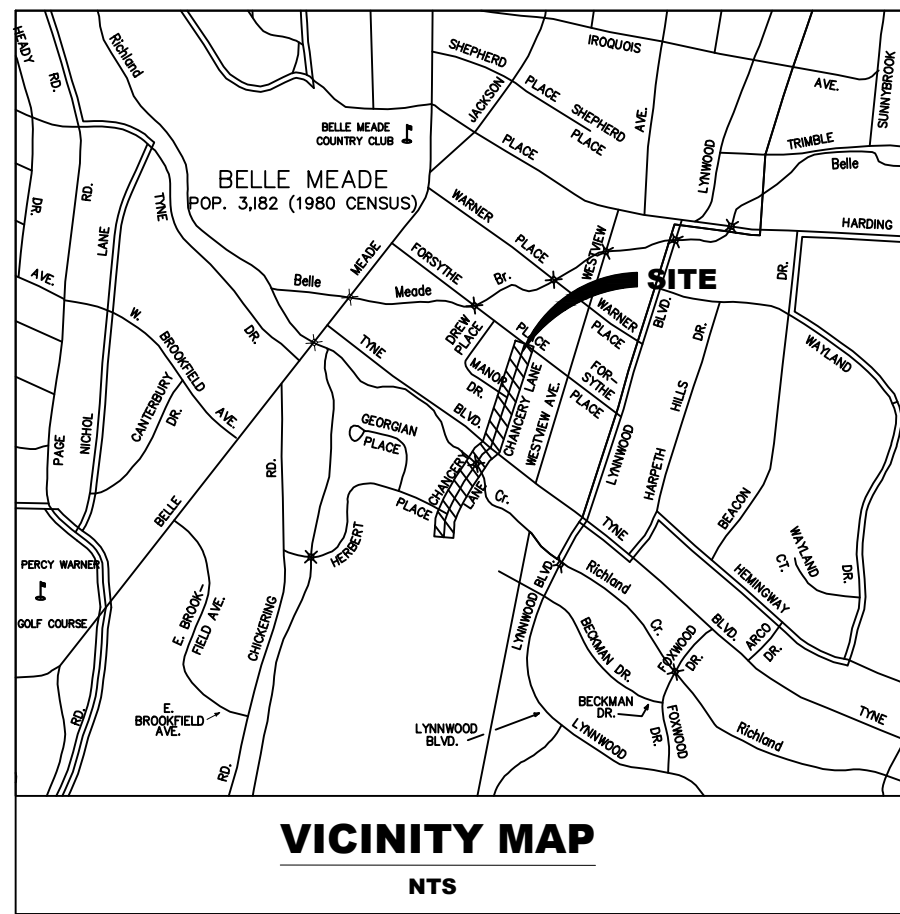 HEADY
RD.
Richland
SHEPHERD
PLACE
IROQUOIS
AVE.
SUNNYBROOK
JACKSON
SHEPHERD
PLACE
AVE.
BELLE MEADE
COUNTRY CLUB
PLACE
LYNWOOD
TRIMBLE
Belle
BELLE MEADE
POP. 3,182 (1980 CENSUS)
DR.
RD.
TYNE
LANE
WARNER
PLACE
HARDING
WESTVIEW
MEADE
FORSYTHE
AVE.
Belle
Meade
Br.
SITE
DR.
W.
BROOKFIELD
AVE.
DR.
DREW
PLACE
PLACE
WARNER
PLACE
BLVD.
DR.
WAYLAND
TYNE
MANOR
DR.
BLVD.
CHANCERY LANE
WESTVIEW AVE.
FOR-
SYTHE
PLACE
HILLS
CANTERBURY
DR.
GEORGIAN
PLACE
PAGE
NICHOL
RD.
CHANCERY
LANE
Cr.
LYNNWOOD
HARPETH
BEACON
BELLE
PLACE
HERBERT
TYNE
BLVD.
WAYLAND
CT.
DR.
PERCY WARNER
GOLF COURSE
E. BROOK-
FIELD AVE.
CHICKERING
LYNNWOOD BLVD.
Richland
Cr.
HEMINGWAY
ARCO
DR.
BECKMAN DR.
FOXWOOD
DR.
RD.
E.
BROOKFIELD
AVE.
BECKMAN
DR.
FOXWOOD
DR.
TYNE
LYNNWOOD
BLVD.
LYNNWOOD
Richland
RD.
VICINITY MAP
NTS